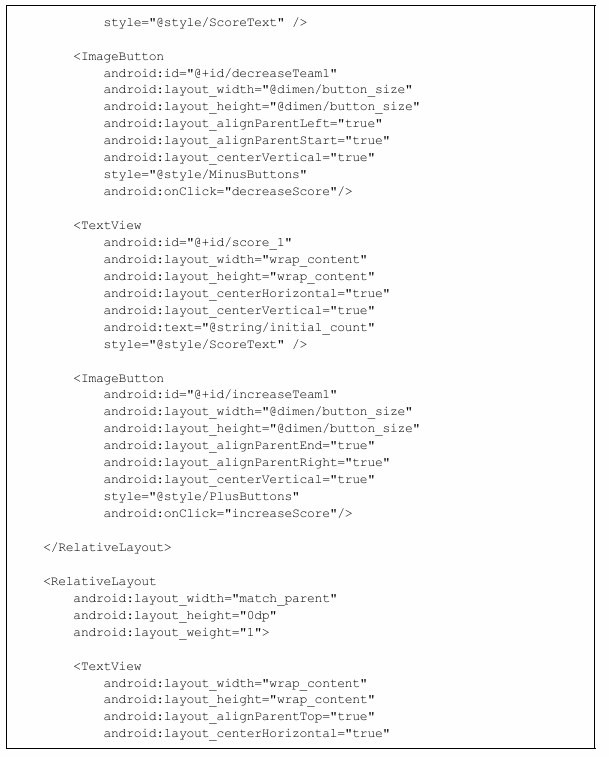 style="@style/ScoreText" />

        <ImageButton
            android:id="@+id/decreaseTeam1"
            android:layout_width="@dimen/button_size"
            android:layout_height="@dimen/button_size"
            android:layout_alignParentLeft="true"
            android:layout_alignParentStart="true"
            android:layout_centerVertical="true"
            style="@style/MinusButtons"
            android:onClick="decreaseScore"/>

        <TextView
            android:id="@+id/score_1"
            android:layout_width="wrap_content"
            android:layout_height="wrap_content"
            android:layout_centerHorizontal="true"
            android:layout_centerVertical="true"
            android:text="@string/initial_count"
            style="@style/ScoreText" />

        <ImageButton
            android:id="@+id/increaseTeam1"
            android:layout_width="@dimen/button_size"
            android:layout_height="@dimen/button_size"
            android:layout_alignParentEnd="true"
            android:layout_alignParentRight="true"
            android:layout_centerVertical="true"
            style="@style/PlusButtons"
            android:onClick="increaseScore"/>

    </RelativeLayout>

    <RelativeLayout
        android:layout_width="match_parent"
        android:layout_height="0dp"
        android:layout_weight="1">

        <TextView
            android:layout_width="wrap_content"
            android:layout_height="wrap_content"
            android:layout_alignParentTop="true"
            android:layout_centerHorizontal="true"